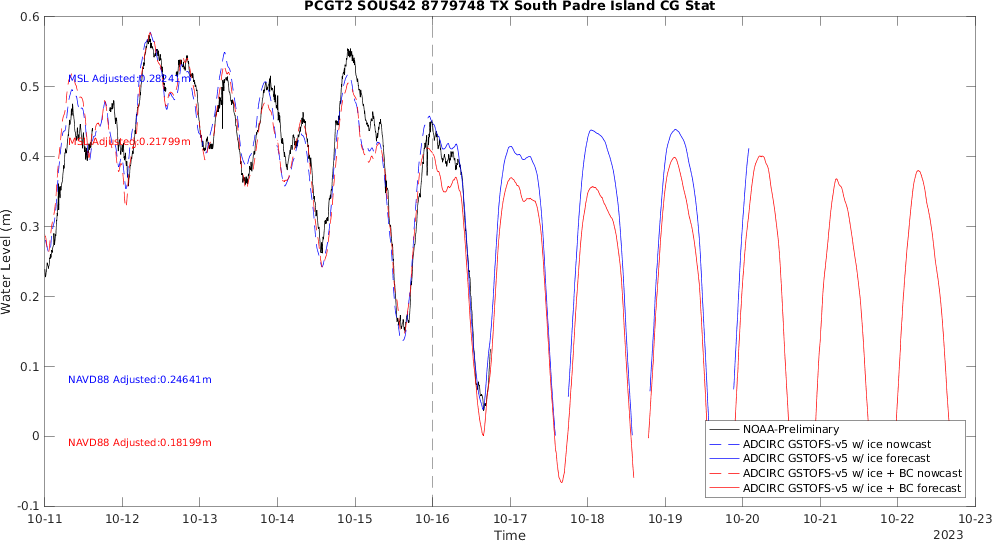 PCGT2 SOUS42 8779748 TX South Padre Island CG Stat
0.6
0.5
0.4
0.3
0.2
0.1
0
-0.1
Water Level (m)
MSL Adjusted:0.28241m
MSL Adjusted:0.21799m
NAVD88 Adjusted:0.24641m
NAVD88 Adjusted:0.18199m
NOAA-Preliminary
ADCIRC GSTOFS-v5 w/ ice nowcast
ADCIRC GSTOFS-v5 w/ ice forecast
ADCIRC GSTOFS-v5 w/ ice + BC nowcast
ADCIRC GSTOFS-v5 w/ ice + BC forecast
10-11 10-12 10-13 10-14 10-15 10-16 10-17 10-18 10-19 10-20 10-21 10-22 10-23
Time
2023